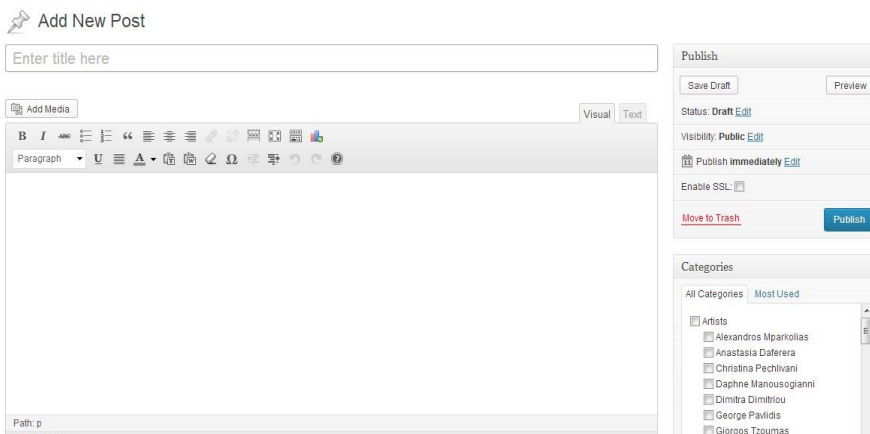 Add New Post
Enter title here
Add Media
Visual Text
B I ABC
Paragraph U A Ω
Path: p
Publish
Save Draft Preview
Status: Draft Edit
Visibility: Public Edit
11 Publish immediately Edit
Enable SSL:
Move to Trash Publish
Categories
All Categories Most Used
Artists
Alexandros Mparkolias
Anastasia Daferera
Christina Pechlivani
Daphne Manousogianni
Dimitra Dimitriou
George Pavlidis
Giorgos Tzoumas